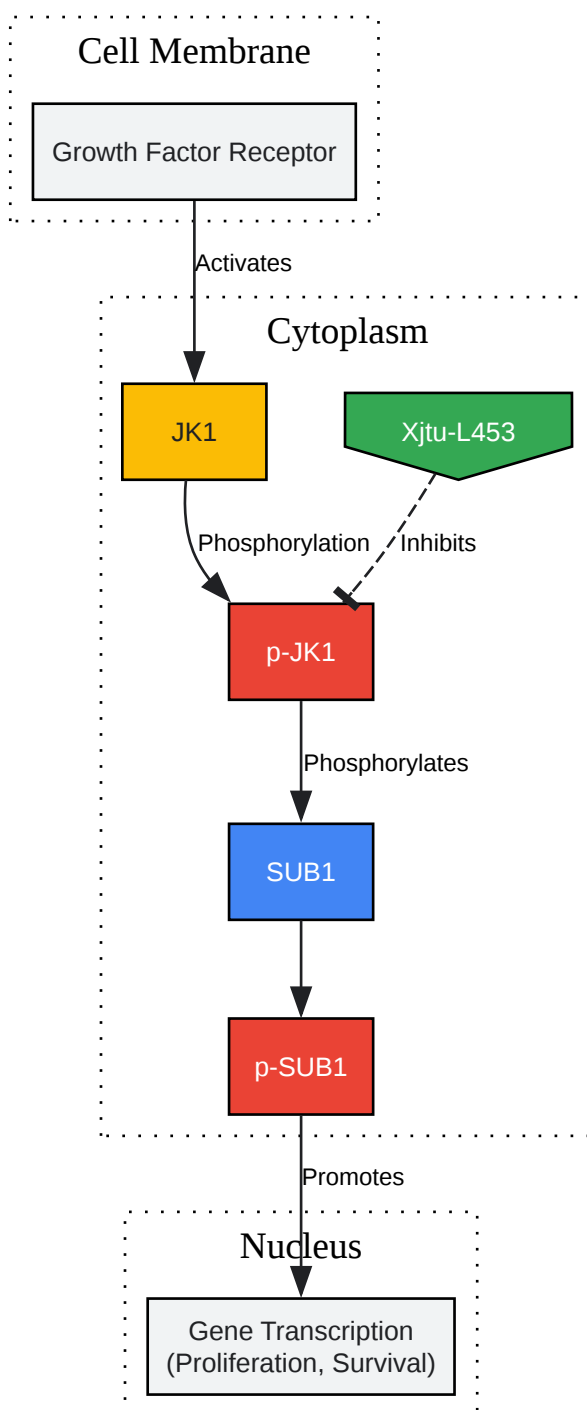 Cell Membrane
Growth Factor Receptor
Activates
Cytoplasm
JK1
Xjtu-L453
Phosphorylation
Inhibits
p-JK1
Phosphorylates
SUB1
p-SUB1
Promotes
Nucleus
Gene Transcription
(Proliferation, Survival)